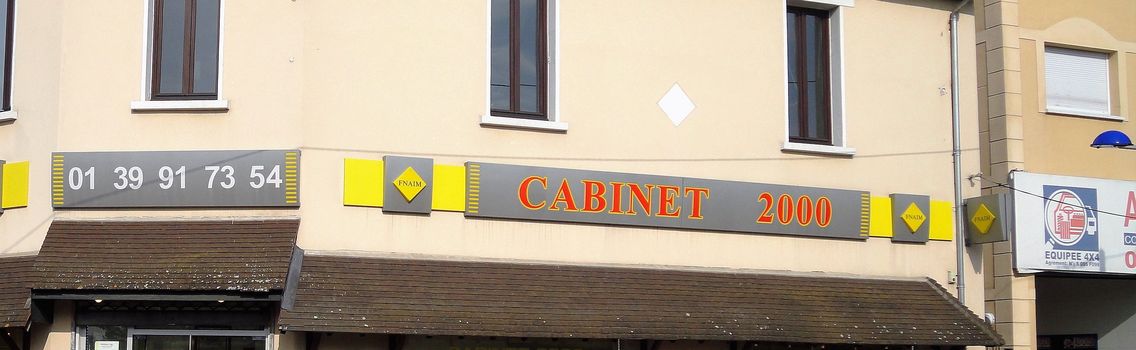 01 39 91 73 54
FNAIM
CABINET 2000
FNAIM
FNAIM
EQUIPEE 4X4